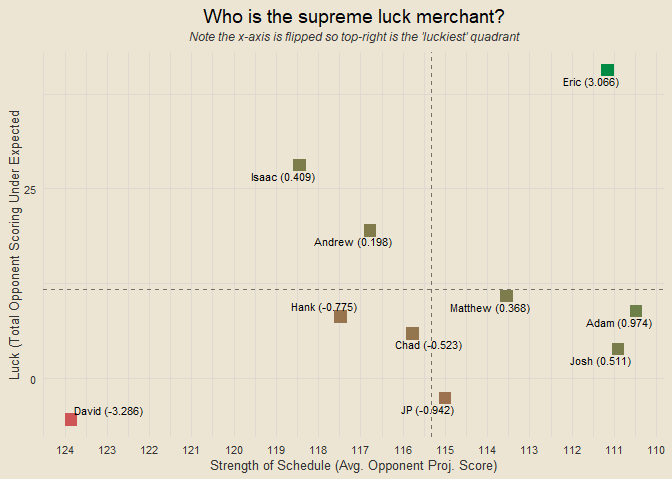 Who is the supreme luck merchant?
Note the x-axis is flipped so top-right is the 'luckiest' quadrant
Luck (Total Opponent Scoring Under Expected
25
0
Eric (3.066)
Isaac (0.409)
Andrew (0.198)
Hank (-0.775)
Matthew (0.368)
Adam (0.974)
Chad (-0.523)
Josh (0.511)
JP (-0.942)
David (-3.286)
124 123 122 121 120 119 118 117 116 115 114 113 112 111 110
Strength of Schedule (Avg. Opponent Proj. Score)